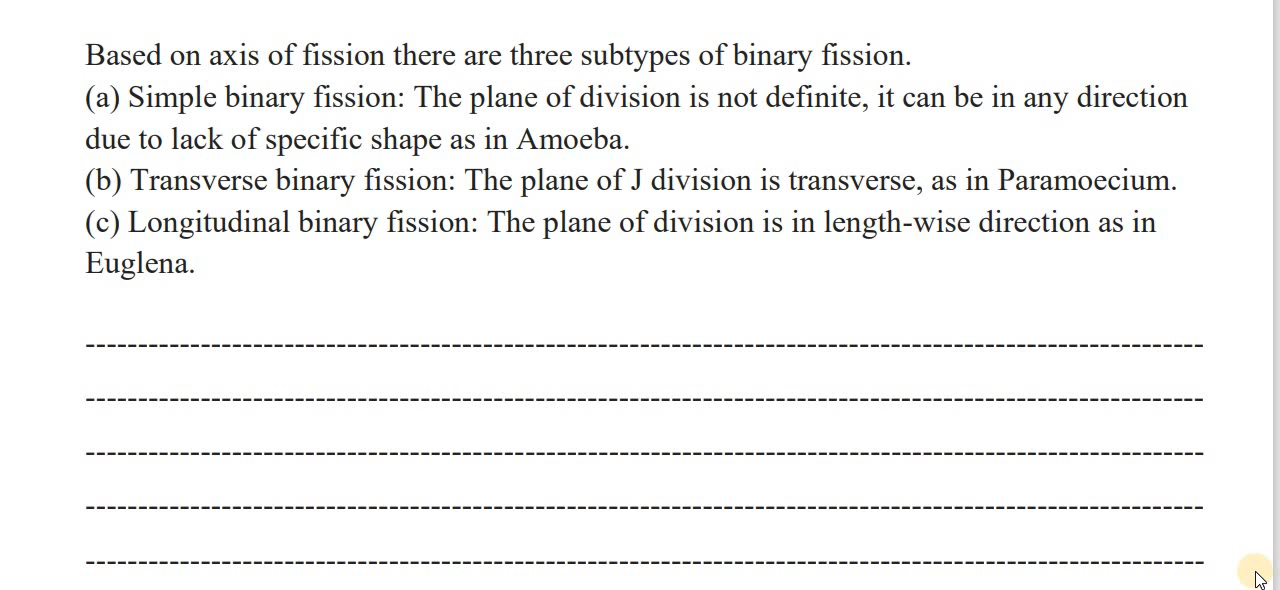 Based on axis of fission there are three subtypes of binary fission.
(a) Simple binary fission: The plane of division is not definite, it can be in any direction
due to lack of specific shape as in Amoeba.
(b) Transverse binary fission: The plane of J division is transverse, as in Paramoecium.
(c) Longitudinal binary fission: The plane of division is in length-wise direction as in
Euglena.